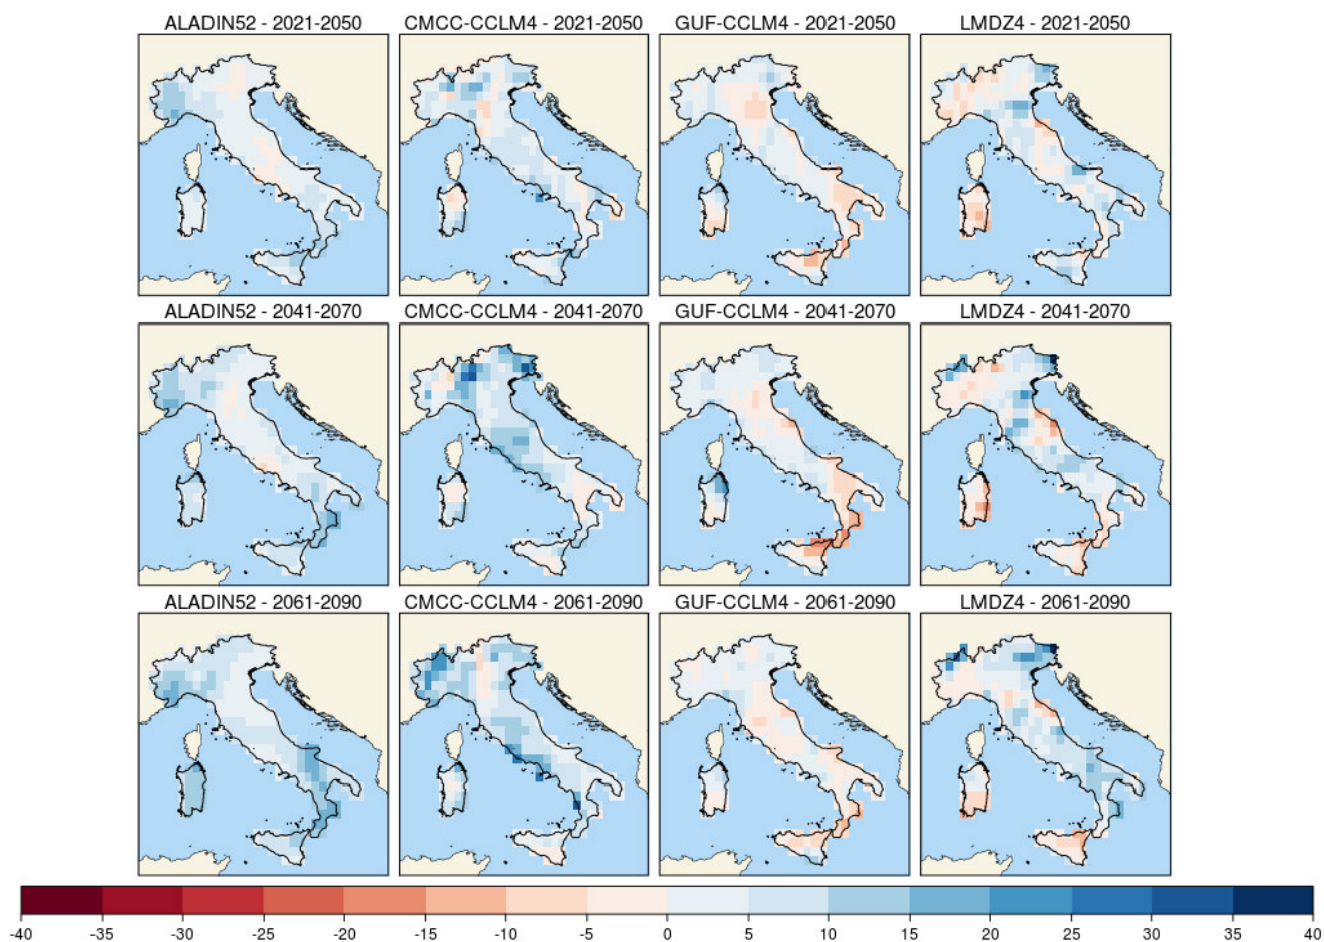 ALADIN52 - 2021-2050 CMCC-CCLM4 - 2021-2050 GUF-CCLM4 - 2021-2050 LMDZ4 - 2021-2050
ALADIN52 - 2041-2070 CMCC-CCLM4 - 2041-2070 GUF-CCLM4 - 2041-2070 LMDZ4 - 2041-2070
ALADIN52 - 2061-2090 CMCC-CCLM4 - 2061-2090 GUF-CCLM4 - 2061-2090 LMDZ4 - 2061-2090
-40 -35 -30 -25 -20 -15 -10 -5 0 5 10 15 20 25 30 35 40